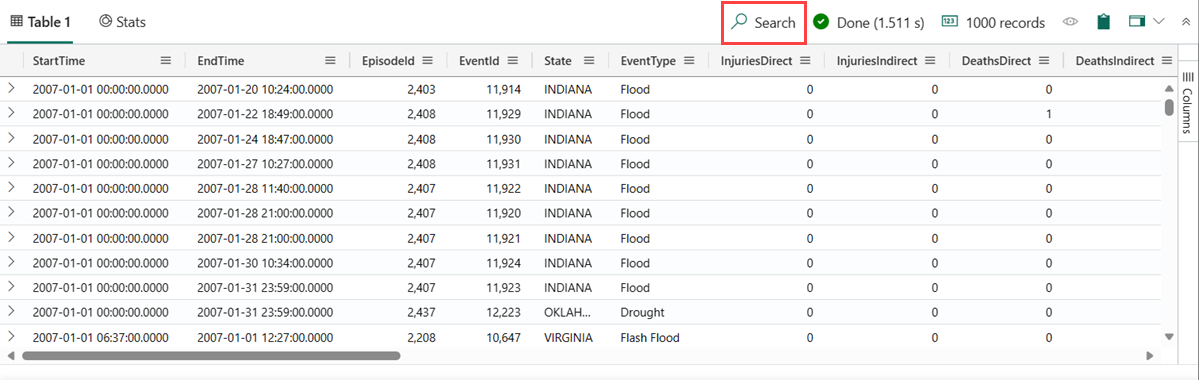 Table 1 Stats Search Done (1.511 s) 123 1000 records
StartTime EndTime EpisodeId EventId State EventType InjuriesDirect InjuriesIndirect DeathsDirect DeathsIndirect
2007-01-01 00:00:00.0000 2007-01-20 10:24:00.0000 2,403 11,914 INDIANA Flood 0 0 0
2007-01-01 00:00:00.0000 2007-01-22 18:49:00.0000 2,408 11,929 INDIANA Flood 0 0 1
2007-01-01 00:00:00.0000 2007-01-24 18:47:00.0000 2,408 11,930 INDIANA Flood 0 0 0
2007-01-01 00:00:00.0000 2007-01-27 10:27:00.0000 2,408 11,931 INDIANA Flood 0 0 0
2007-01-01 00:00:00.0000 2007-01-28 11:40:00.0000 2,407 11,922 INDIANA Flood 0 0 0
2007-01-01 00:00:00.0000 2007-01-28 21:00:00.0000 2,407 11,920 INDIANA Flood 0 0 0
2007-01-01 00:00:00.0000 2007-01-28 21:00:00.0000 2,407 11,921 INDIANA Flood 0 0 0
2007-01-01 00:00:00.0000 2007-01-30 10:34:00.0000 2,407 11,924 INDIANA Flood 0 0 0
2007-01-01 00:00:00.0000 2007-01-31 23:59:00.0000 2,407 11,923 INDIANA Flood 0 0 0
2007-01-01 00:00:00.0000 2007-01-31 23:59:00.0000 2,437 12,223 OKLAH... Drought 0 0 0
2007-01-01 06:37:00.0000 2007-01-01 12:27:00.0000 2,208 10,647 VIRGINIA Flash Flood 0 0 0
Columns